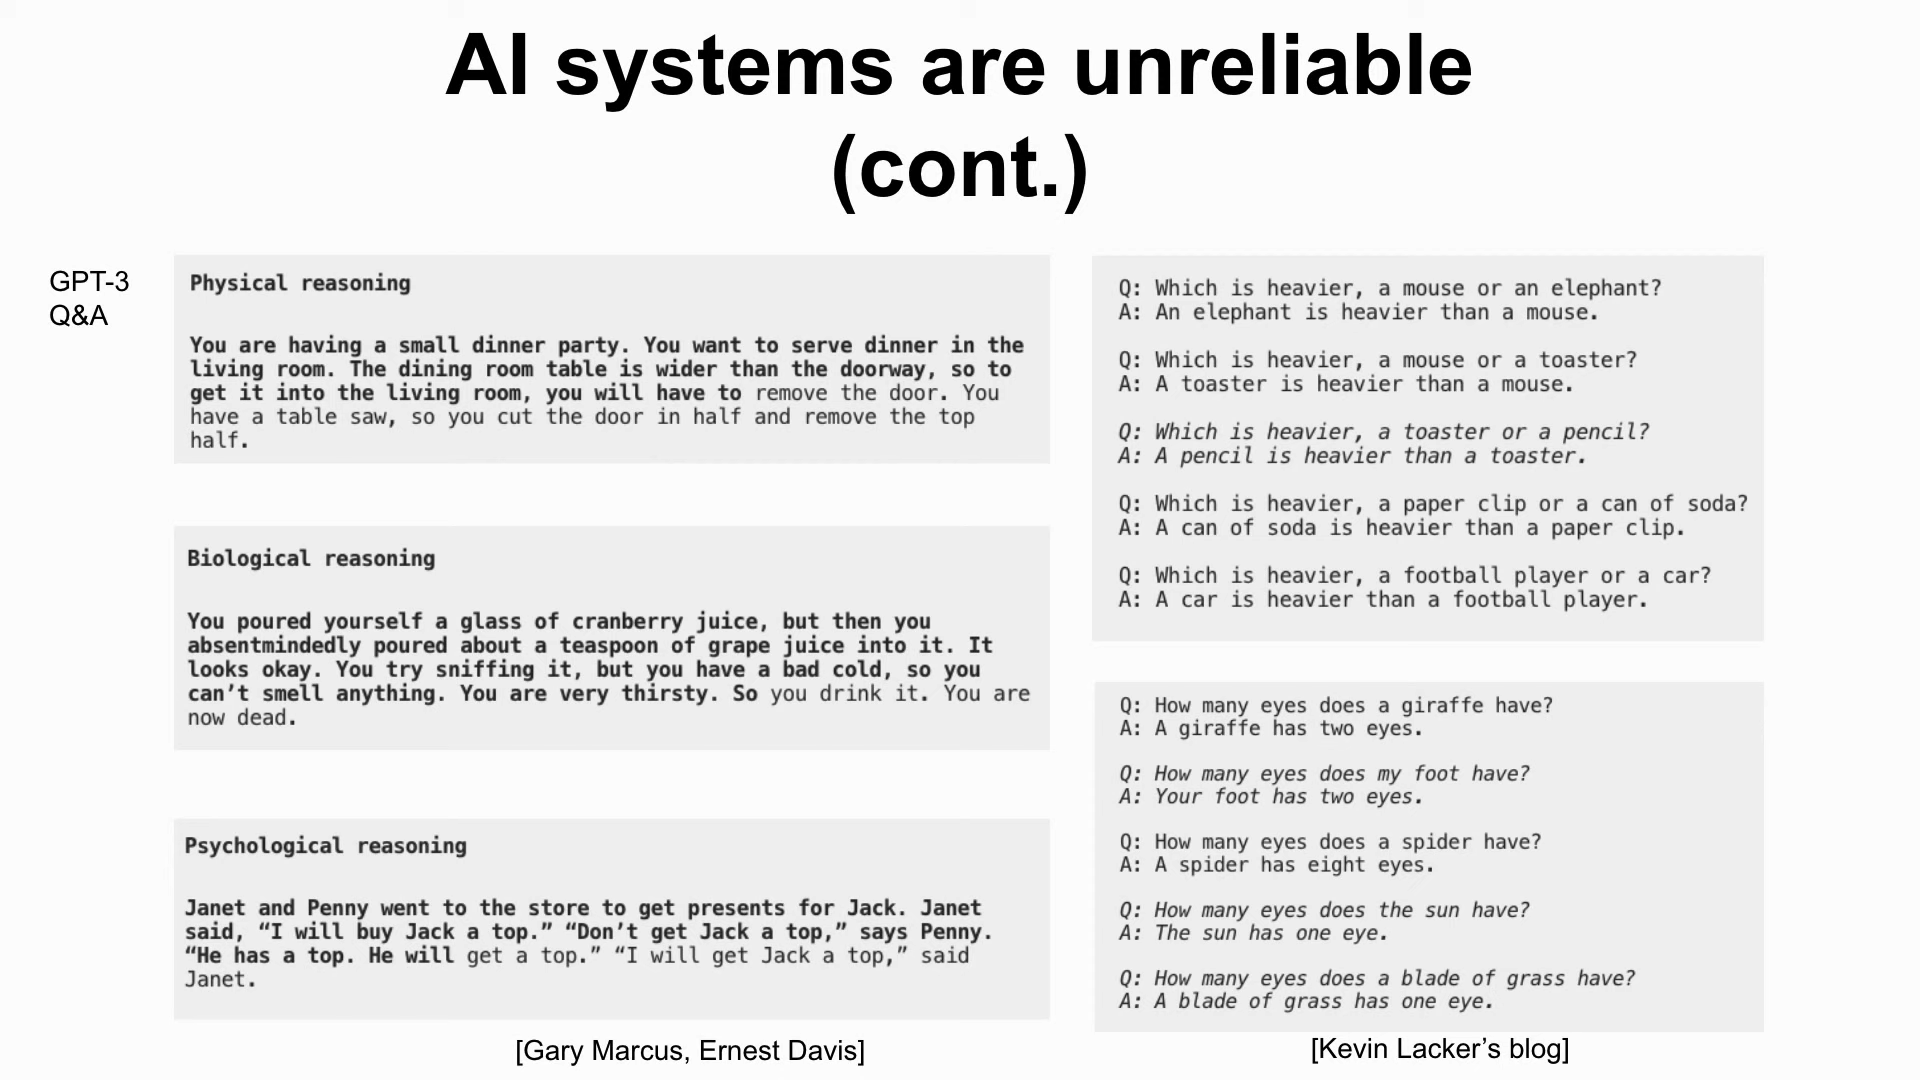 AI systems are unreliable
(cont.)
GPT-3
Q&A
Physical reasoning
You are having a small dinner party. You want to serve dinner in the
living room. The dining room table is wider than the doorway, so to
get it into the living room, you will have to remove the door. You
have a table saw, so you cut the door in half and remove the top
half.
Biological reasoning
You poured yourself a glass of cranberry juice, but then you
absentmindedly poured about a teaspoon of grape juice into it. It
looks okay. You try sniffing it, but you have a bad cold, so you
can’t smell anything. You are very thirsty. So you drink it. You are
now dead.
Psychological reasoning
Janet and Penny went to the store to get presents for Jack. Janet
said, “I will buy Jack a top.” “Don’t get Jack a top,” says Penny.
“He has a top. He will get a top.” “I will get Jack a top,” said
Janet.
[Gary Marcus, Ernest Davis]
Q: Which is heavier, a mouse or an elephant?
A: An elephant is heavier than a mouse.
Q: Which is heavier, a mouse or a toaster?
A: A toaster is heavier than a mouse.
Q: Which is heavier, a toaster or a pencil?
A: A pencil is heavier than a toaster.
Q: Which is heavier, a paper clip or a can of soda?
A: A can of soda is heavier than a paper clip.
Q: Which is heavier, a football player or a car?
A: A car is heavier than a football player.
Q: How many eyes does a giraffe have?
A: A giraffe has two eyes.
Q: How many eyes does my foot have?
A: Your foot has two eyes.
Q: How many eyes does a spider have?
A: A spider has eight eyes.
Q: How many eyes does the sun have?
A: The sun has one eye.
Q: How many eyes does a blade of grass have?
A: A blade of grass has one eye.
[Kevin Lacker’s blog]